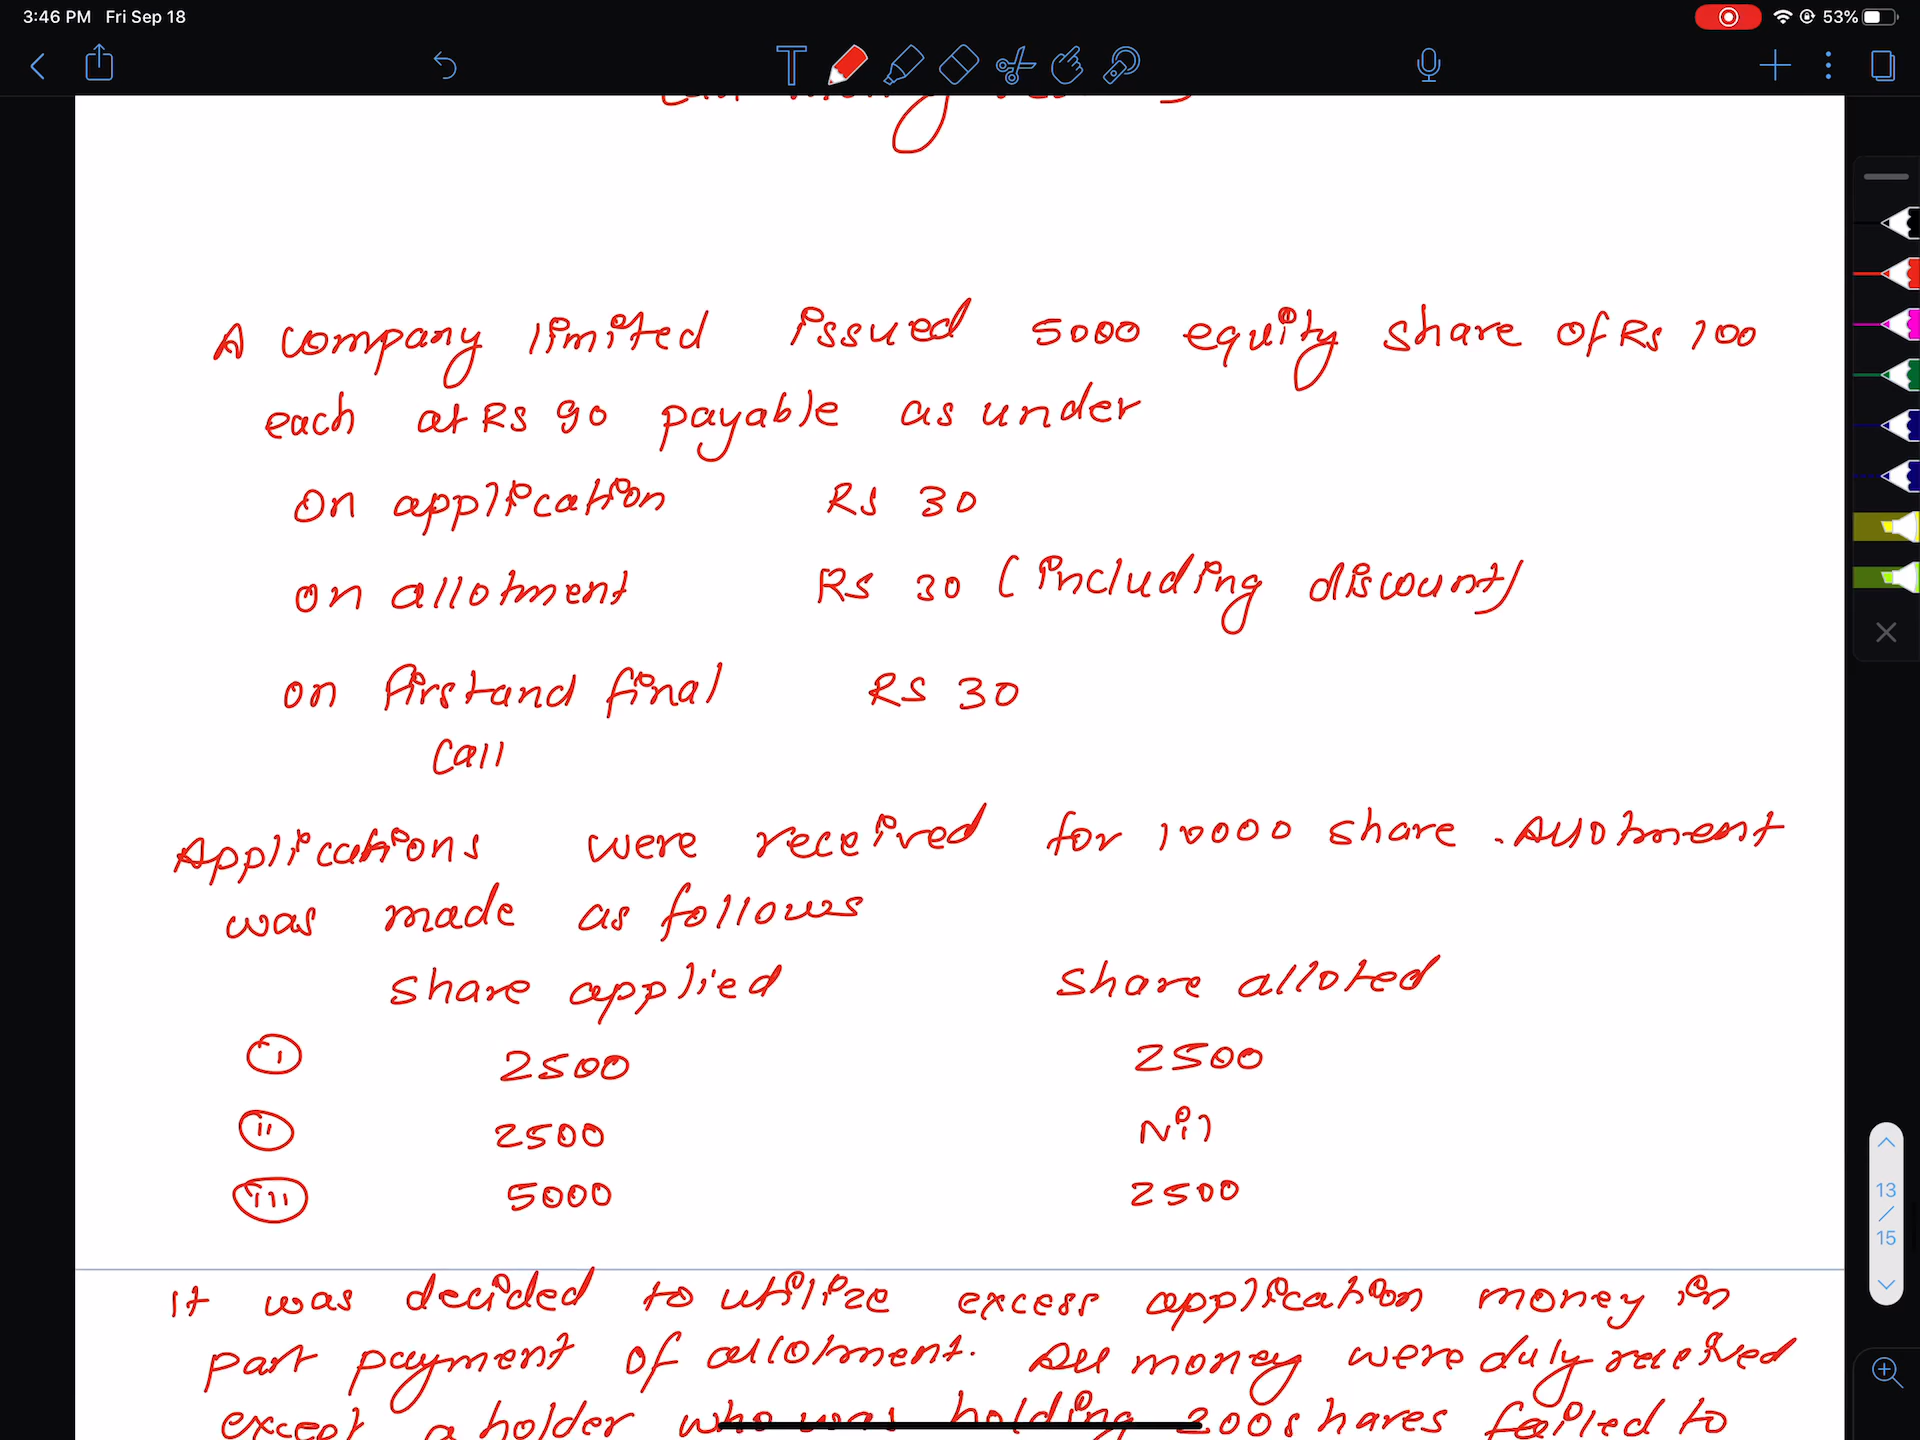 3:46 PM Fri Sep 18
53%
A company limited issued 5000 equity share of Rs 100
each at Rs 90 payable as under
On application Rs 30
on allotment Rs 30 (including discount)
on first and final Rs 30
call
Applications were received for 10000 share . Allotment
was made as follows
share applied share alloted
i 2500 2500
ii 2500 Nil
iii 5000 2500
It was decided to utilize excess application money in
part payment of allotment. All money were duly received
except a holder who was holding 200 shares failed to
13
/
15